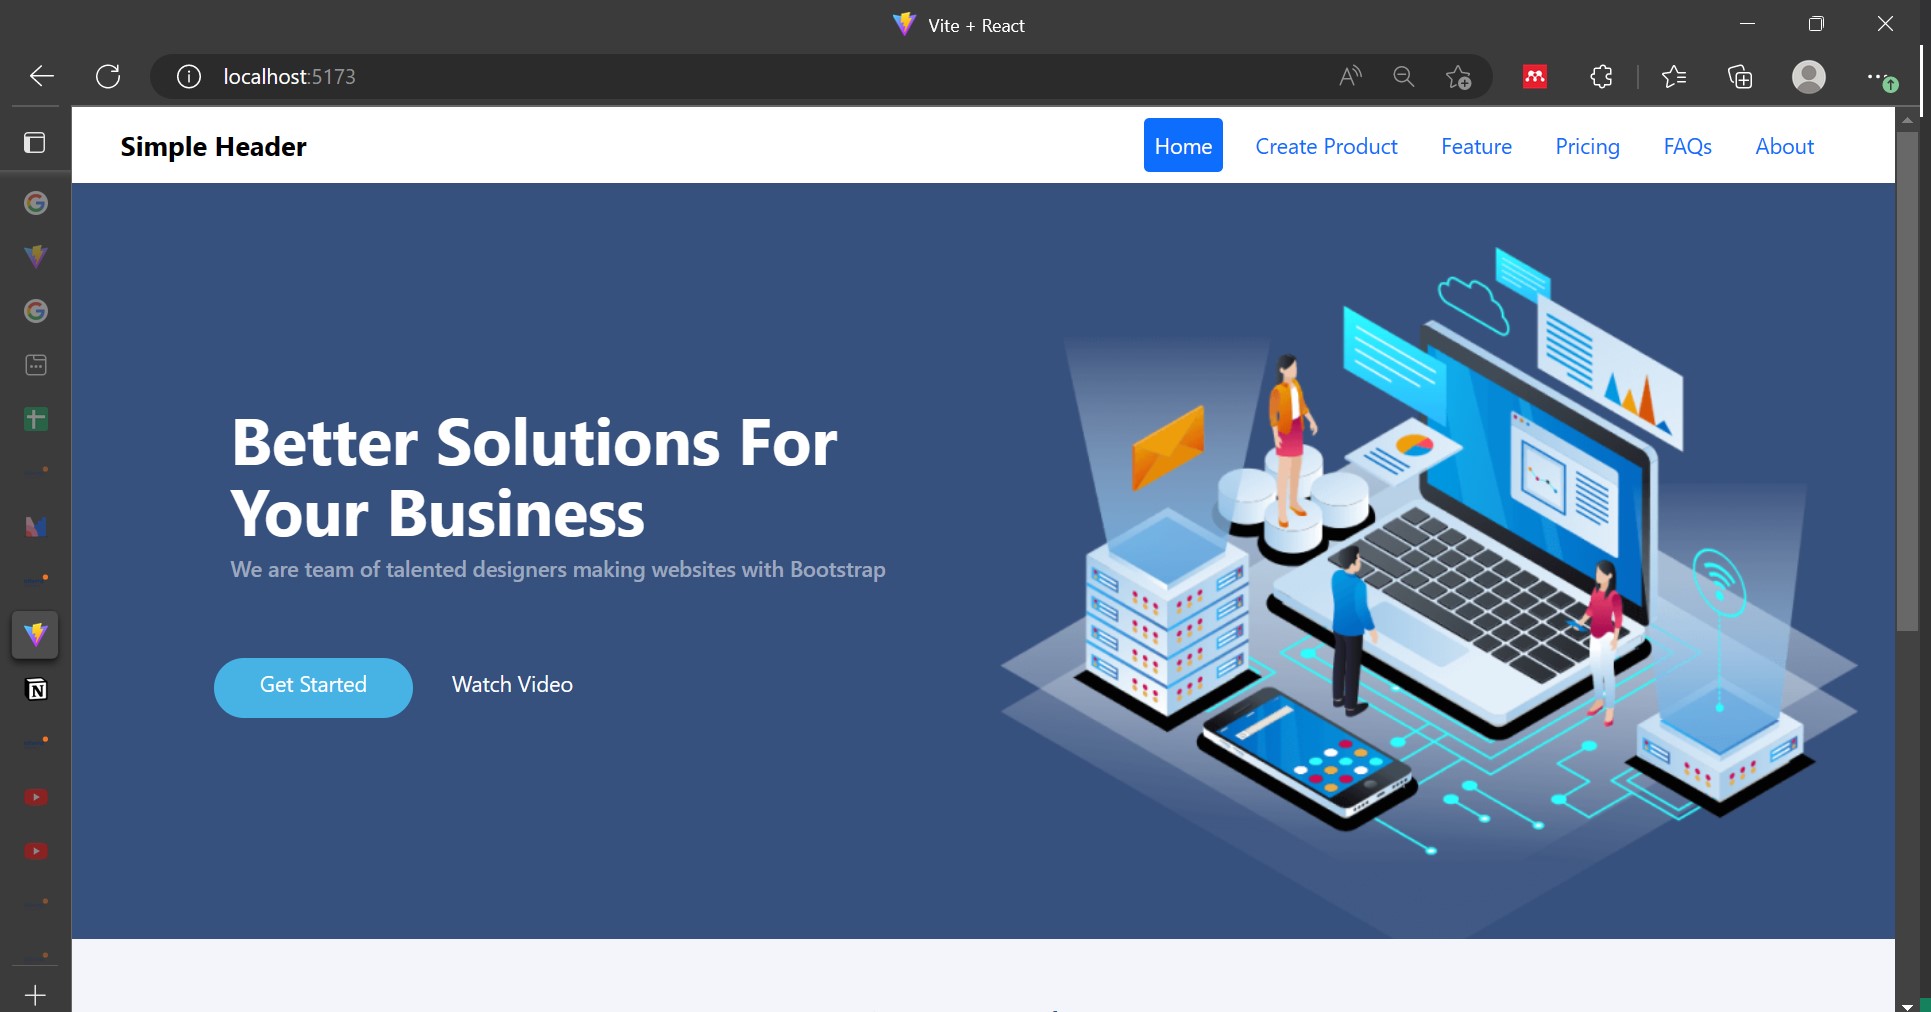 Vite + React
localhost:5173
Simple Header
Home
Create Product
Feature
Pricing
FAQs
About
Better Solutions For
Your Business
We are team of talented designers making websites with Bootstrap
Get Started
Watch Video